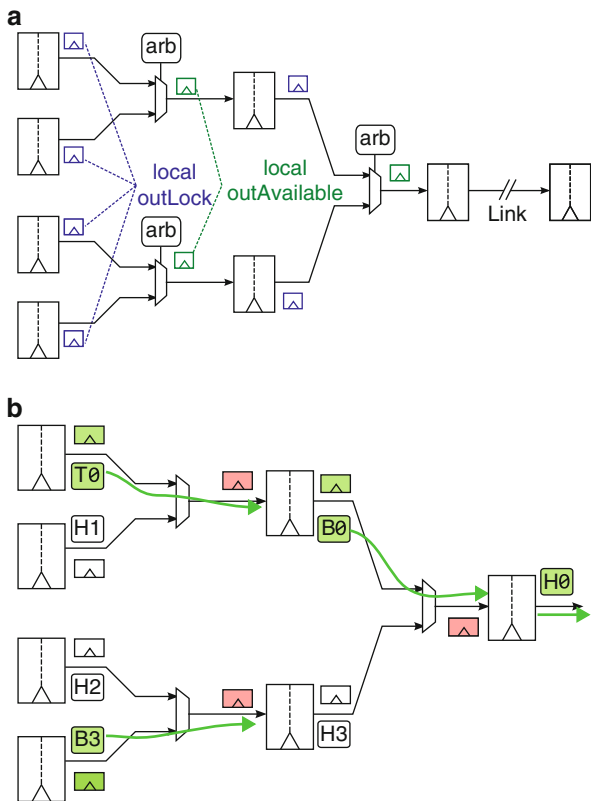 a
arb
local
outLock
local
outAvailable
arb
Link
arb
b
T0
H1
B0
H0
H2
B3
H3